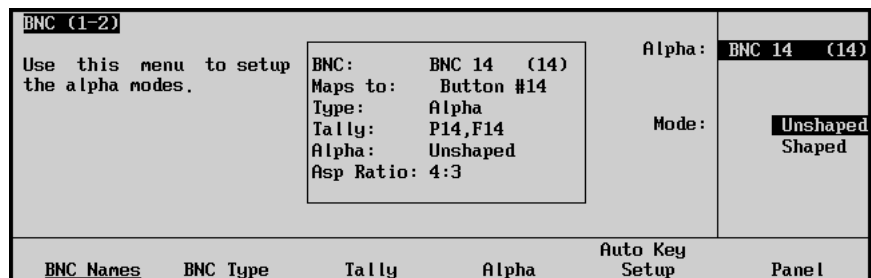 BNC (1-2)
Use this menu to setup
the alpha modes.
BNC: BNC 14 (14)
Maps to: Button #14
Type: Alpha
Tally: P14,F14
Alpha: Unshaped
Asp Ratio: 4:3
Alpha: BNC 14 (14)
Mode: Unshaped
Shaped
BNC Names BNC Type Tally Alpha Auto Key Setup Panel